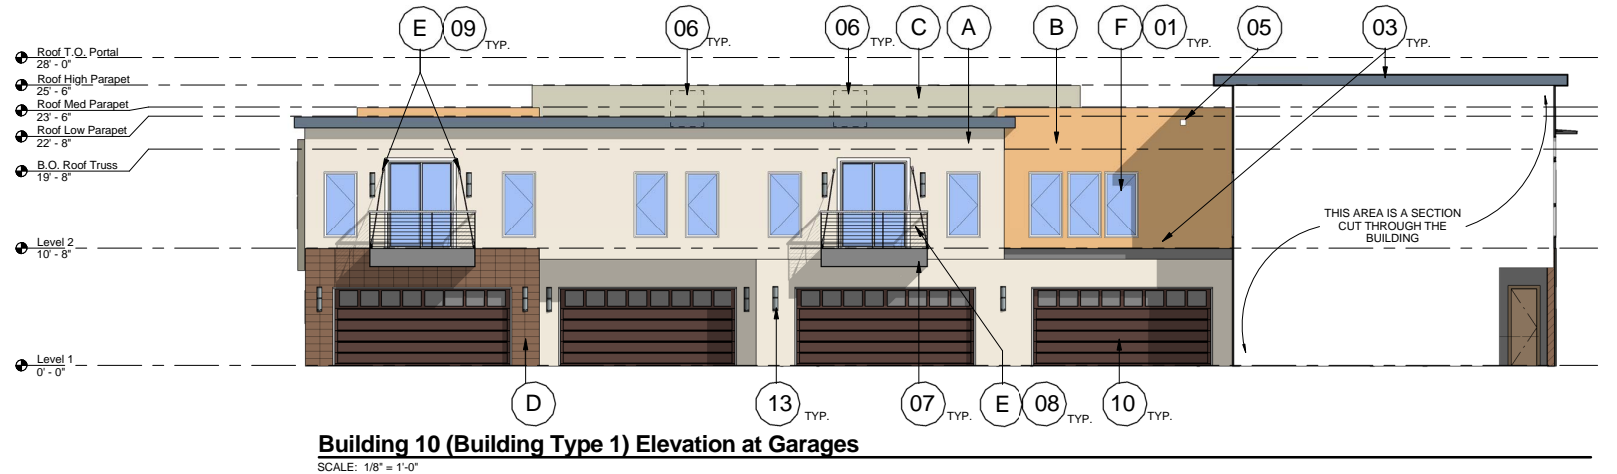 E 09 TYP.
06 TYP.
06 TYP.
C
A
B
F 01 TYP.
05
03 TYP.
Roof T.O. Portal
28' - 0"
Roof High Parapet
25' - 6"
Roof Med Parapet
23' - 6"
Roof Low Parapet
22' - 8"
B.O. Roof Truss
19' - 8"
THIS AREA IS A SECTION
CUT THROUGH THE
BUILDING
Level 2
10' - 8"
Level 1
0' - 0"
D
13 TYP.
07 TYP.
E 08 TYP.
10 TYP.
Building 10 (Building Type 1) Elevation at Garages
SCALE: 1/8" = 1'-0"